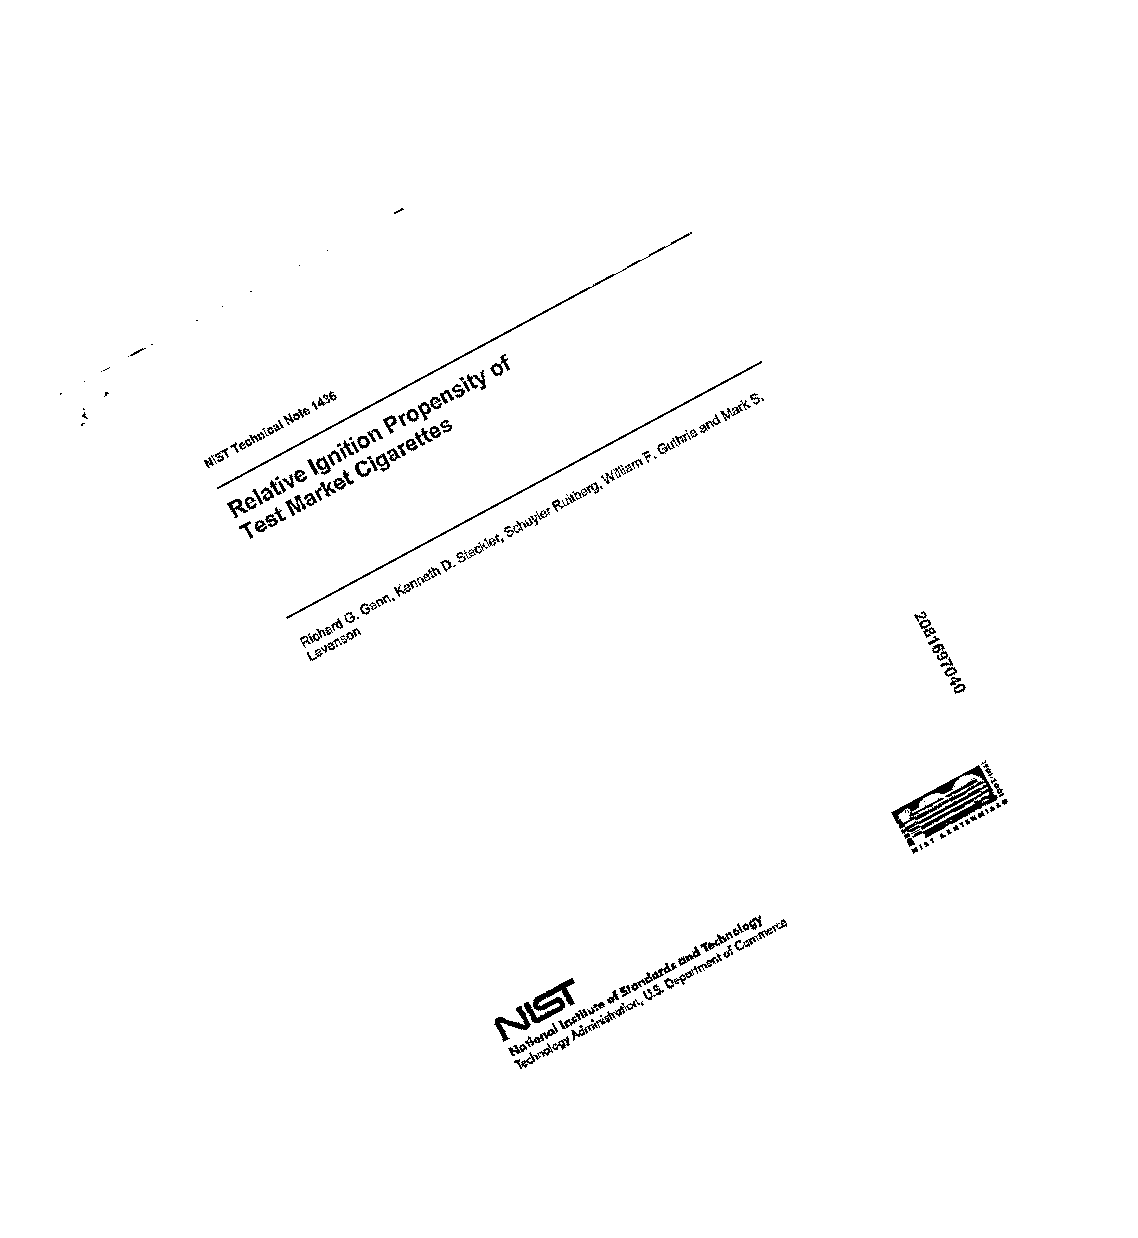 NIST Technical Note 1436
Relative Ignition Propensity of
Test Market Cigarettes
Richard G. Gann, Kenneth D. Steckler, Schuyler Ruitberg, William F. Guthrie and Mark S.
Levenson
2081697040
NIST CENTENNIAL
NIST
National Institute of Standards and Technology
Technology Administration, U.S. Department of Commerce